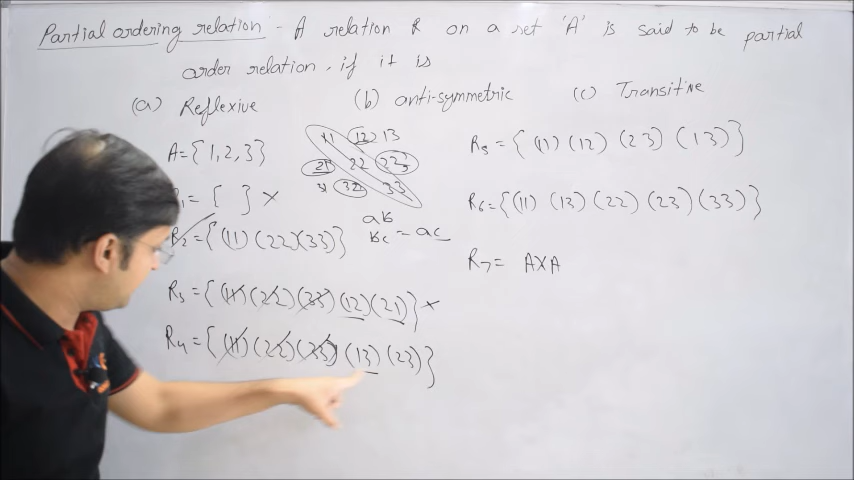 Partial ordering relation - A relation R on a set 'A' is said to be partial
order relation, if it is
(a) Reflexive (b) anti-symmetric (c) Transitive
A={1,2,3}
11 12 13
21 22 23
31 32 33
ab
bc = ac
R1 = { } ×
R2={(11)(22)(33)}
R3 = {(11)(22)(33)(12)(21)} ×
R4={(11)(22)(33)(13)(23)}
R5 = {(11)(12)(23)(13)}
R6={(11)(13)(22)(23)(33)}
R7= A×A